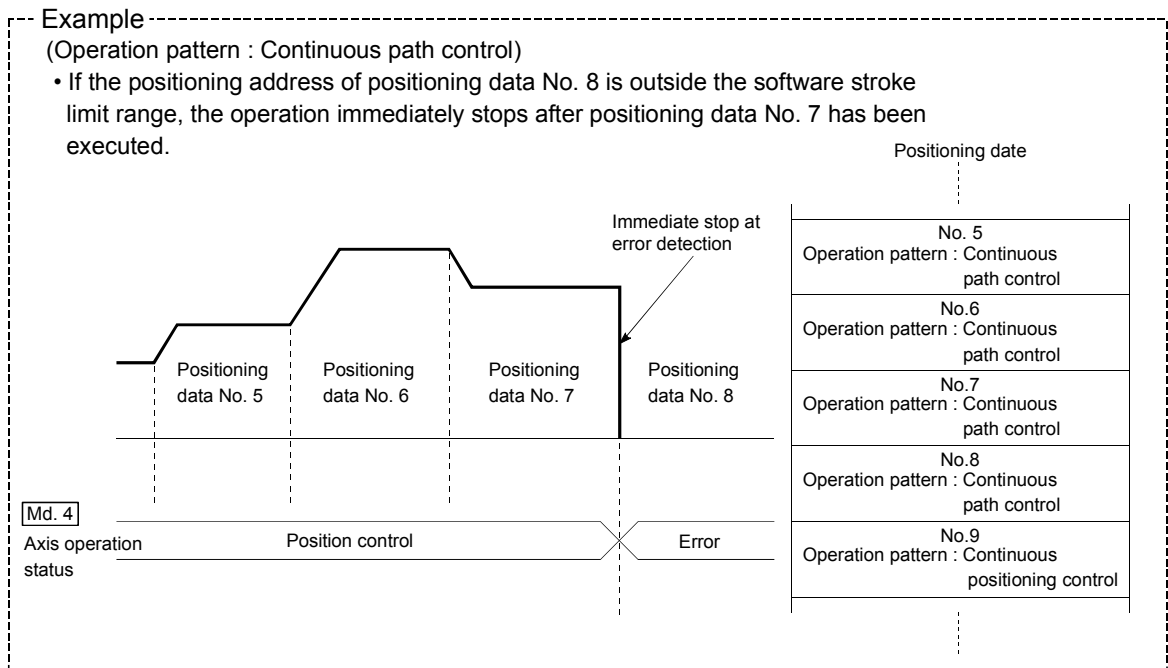 Example
(Operation pattern : Continuous path control)
• If the positioning address of positioning data No. 8 is outside the software stroke
limit range, the operation immediately stops after positioning data No. 7 has been
executed.
Immediate stop at
error detection
Positioning
data No. 5
Positioning
data No. 6
Positioning
data No. 7
Positioning
data No. 8
Md. 4
Axis operation
status
Position control
Error
Positioning date
No. 5
Operation pattern : Continuous
path control
No.6
Operation pattern : Continuous
path control
No.7
Operation pattern : Continuous
path control
No.8
Operation pattern : Continuous
path control
No.9
Operation pattern : Continuous
positioning control